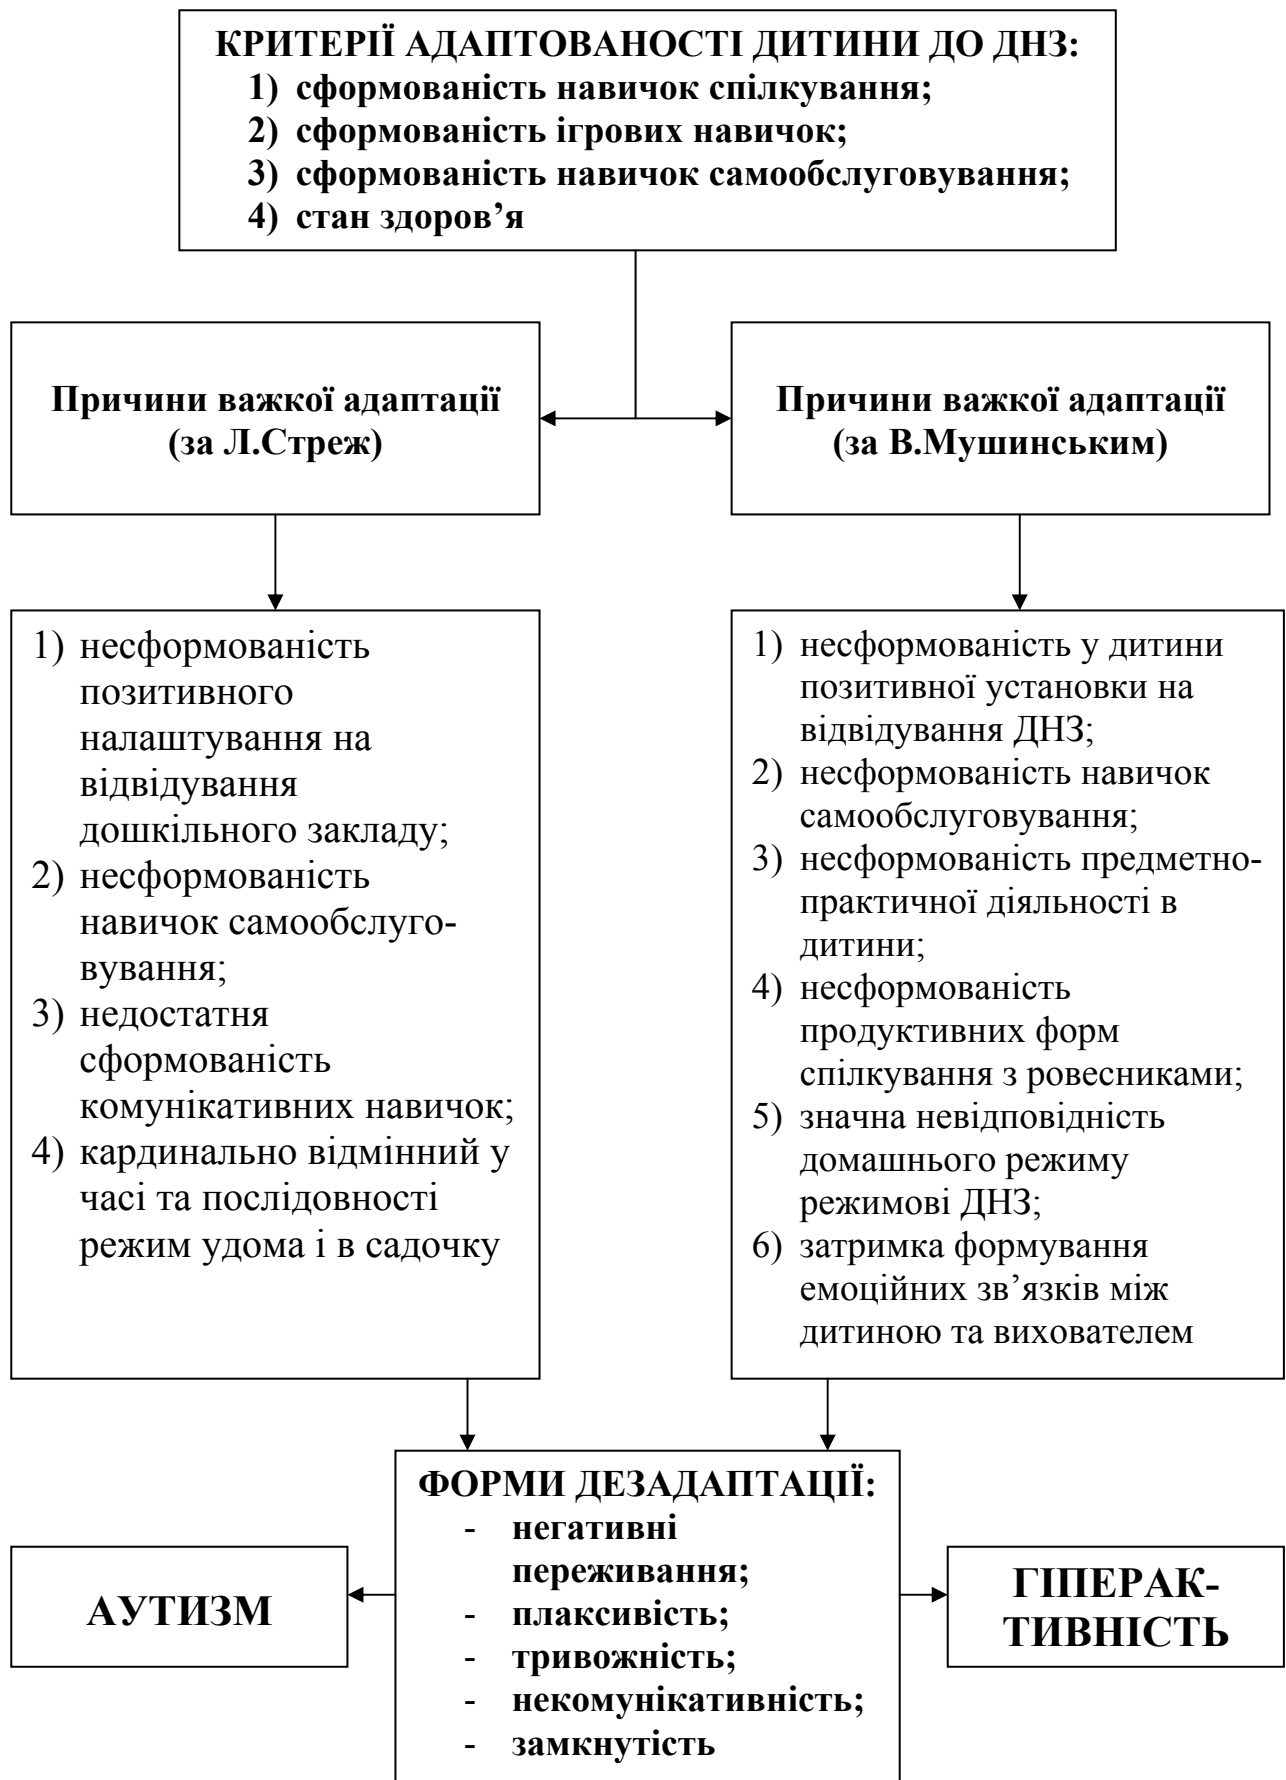 КРИТЕРІЇ АДАПТОВАНОСТІ ДИТИНИ ДО ДНЗ:
1) сформованість навичок спілкування;
2) сформованість ігрових навичок;
3) сформованість навичок самообслуговування;
4) стан здоров’я
Причини важкої адаптації
(за Л.Стреж)
Причини важкої адаптації
(за В.Мушинським)
1) несформованість
позитивного
налаштування на
відвідування
дошкільного закладу;
2) несформованість
навичок самообслуго-
вування;
3) недостатня
сформованість
комунікативних навичок;
4) кардинально відмінний у
часі та послідовності
режим удома і в садочку
1) несформованість у дитини
позитивної установки на
відвідування ДНЗ;
2) несформованість навичок
самообслуговування;
3) несформованість предметно-
практичної діяльності в
дитини;
4) несформованість
продуктивних форм
спілкування з ровесниками;
5) значна невідповідність
домашнього режиму
режимові ДНЗ;
6) затримка формування
емоційних зв’язків між
дитиною та вихователем
ФОРМИ ДЕЗАДАПТАЦІЇ:
- негативні
переживання;
- плаксивість;
- тривожність;
- некомунікативність;
- замкнутість
АУТИЗМ
ГІПЕРАК-
ТИВНІСТЬ